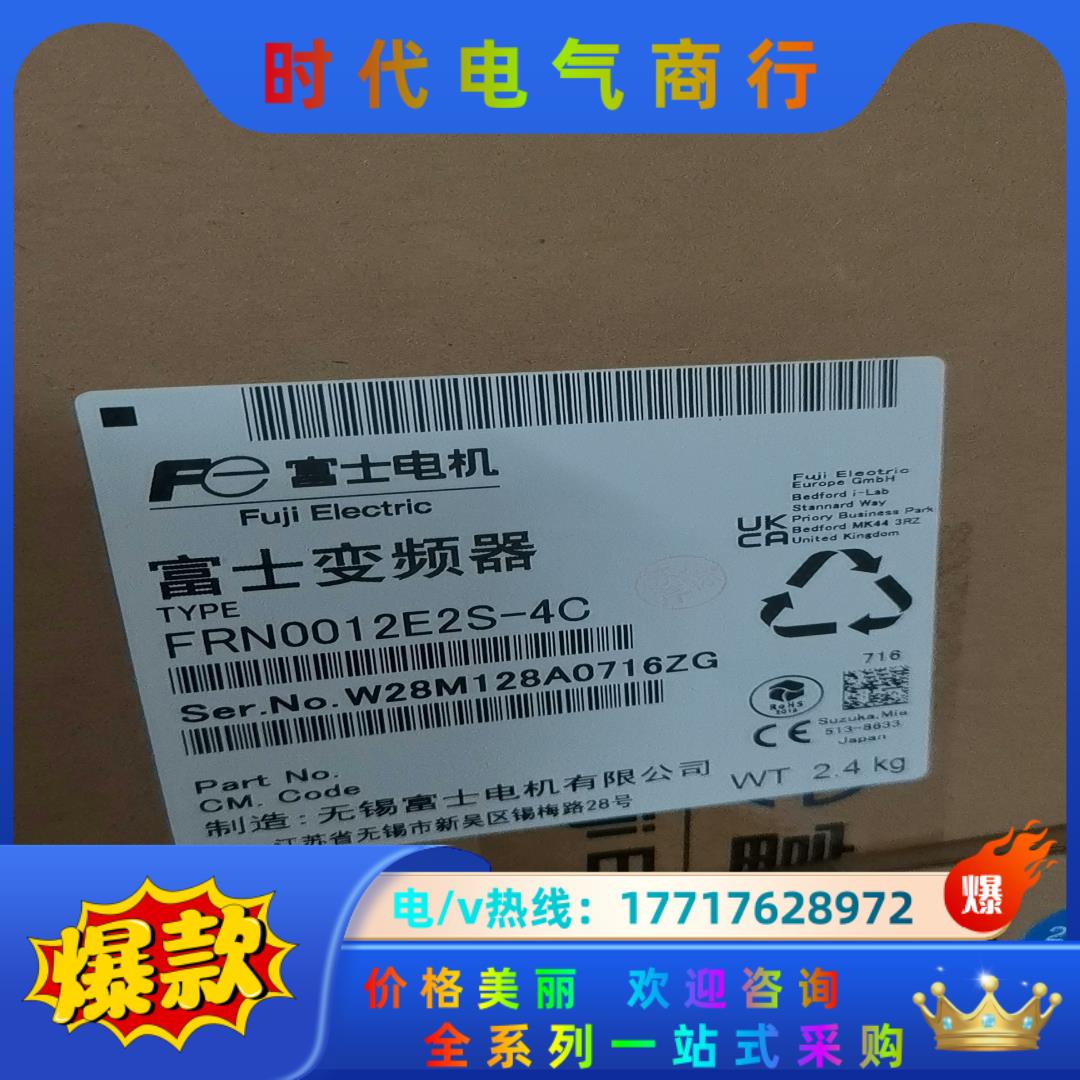 时代电气商行
Fe 富士电机
Fuji Electric
富士变频器
TYPE
FRN0012E2S-4C
Ser.No.W28M128A0716ZG
Part No.
CM. Code
制造:无锡富士电机有限公司
江苏省无锡市新吴区锡梅路28号
Fuji Electric
Europe GmbH
Bedford i-Lab
Stannard Way
Priory Business Park
Bedford MK44 3RZ
United Kingdom
UK
CA
716
RoHS
Suzuka, Mie
513-8633
Japan
CE
WT 2.4 kg
爆款
电/v热线：17717628972
爆
价格美丽 欢迎咨询
全系列一站式采购